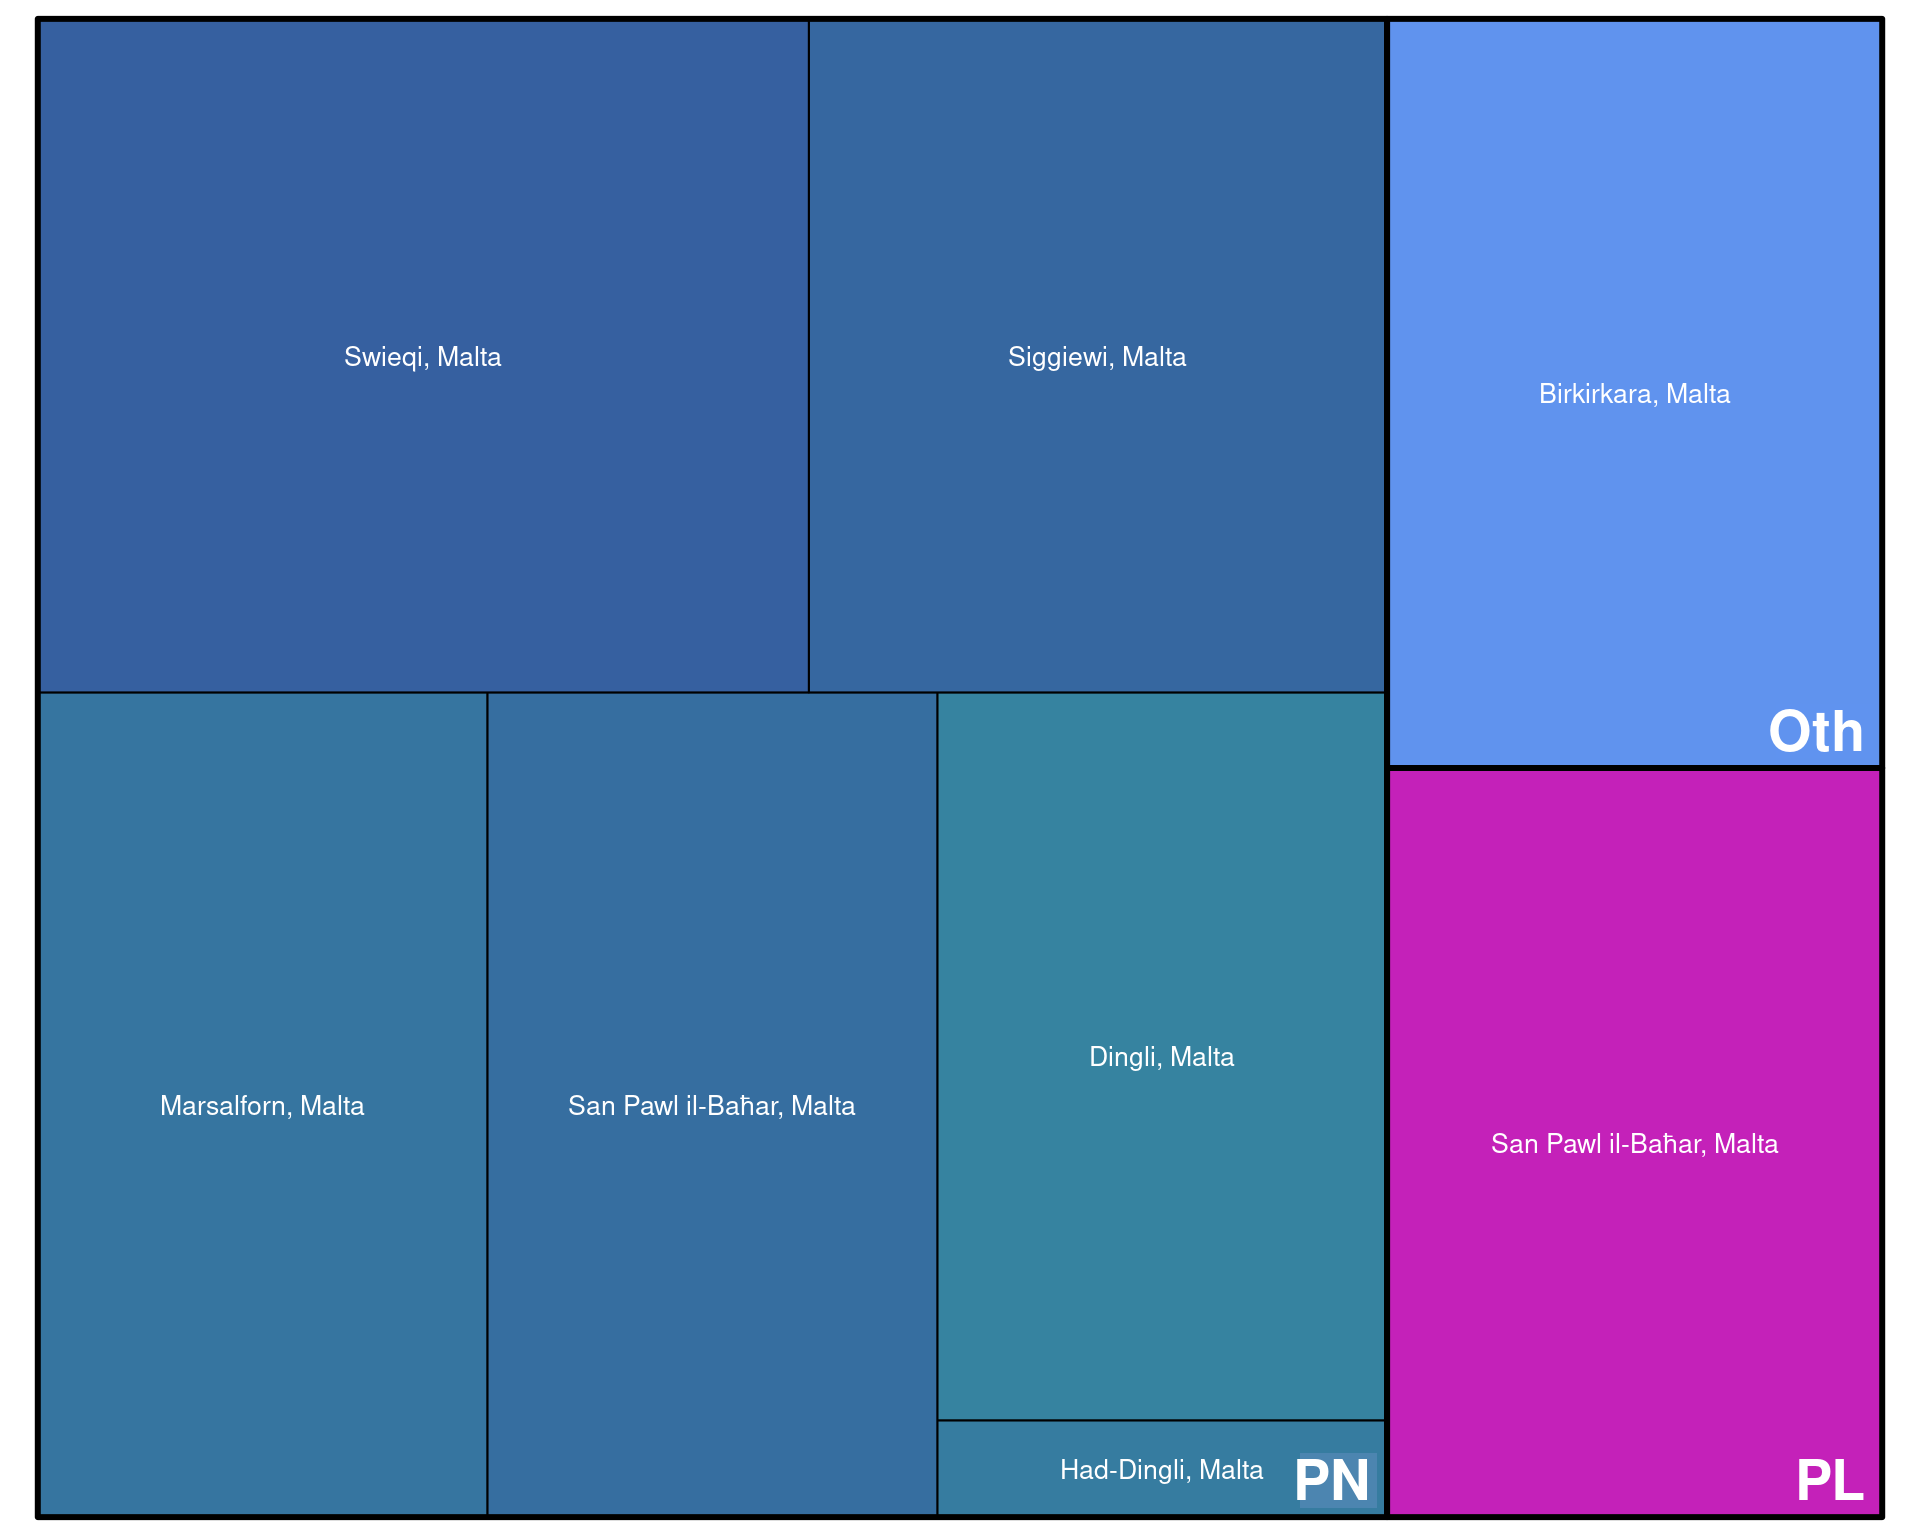 Swieqi, Malta
Siggiewi, Malta
Birkirkara, Malta
Oth
Marsalforn, Malta
San Pawl il-Baħar, Malta
Dingli, Malta
San Pawl il-Baħar, Malta
Had-Dingli, Malta
PN
PL